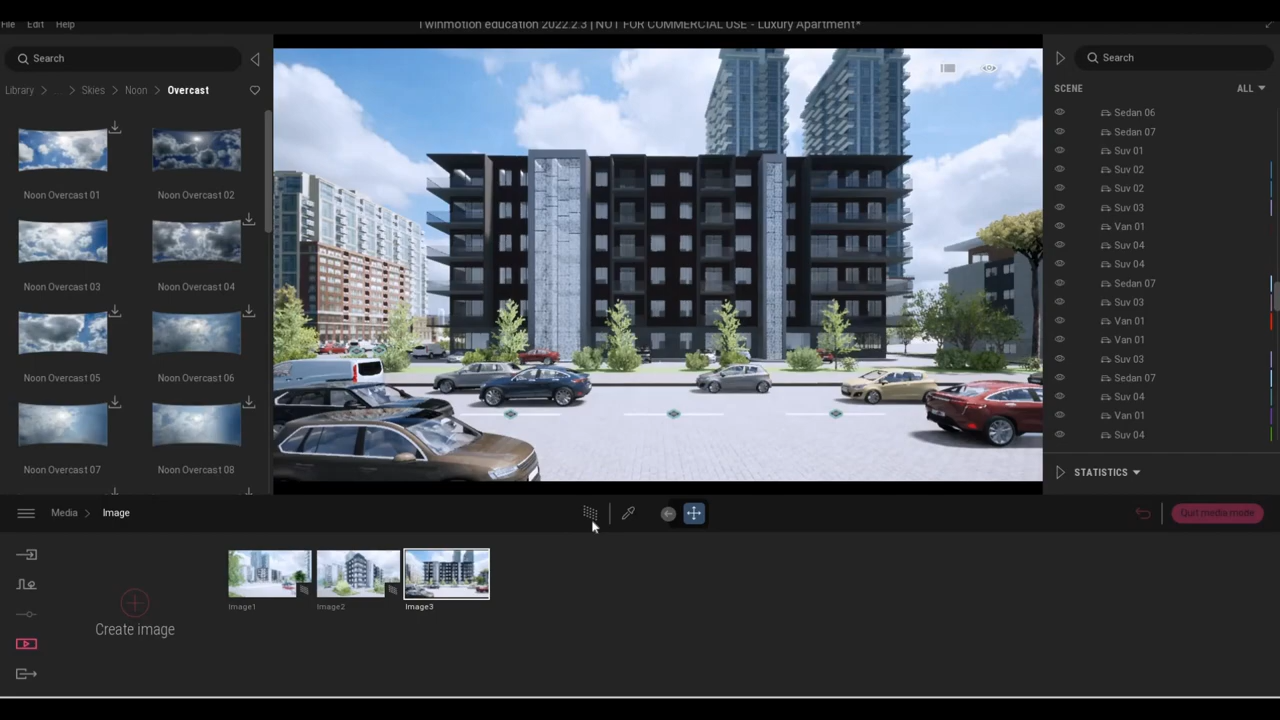 File Edit Help
Twinmotion education 2022.2.3 | NOT FOR COMMERCIAL USE - Luxury Apartment*
Search
Library > ... > Skies > Noon > Overcast
Noon Overcast 01
Noon Overcast 02
Noon Overcast 03
Noon Overcast 04
Noon Overcast 05
Noon Overcast 06
Noon Overcast 07
Noon Overcast 08
Search
SCENE ALL
Sedan 06
Sedan 07
Suv 01
Suv 02
Suv 02
Suv 03
Van 01
Suv 04
Suv 04
Sedan 07
Suv 03
Van 01
Van 01
Suv 03
Sedan 07
Suv 04
Van 01
Suv 04
STATISTICS
Media > Image
Quit media mode
Create image
Image1
Image2
Image3